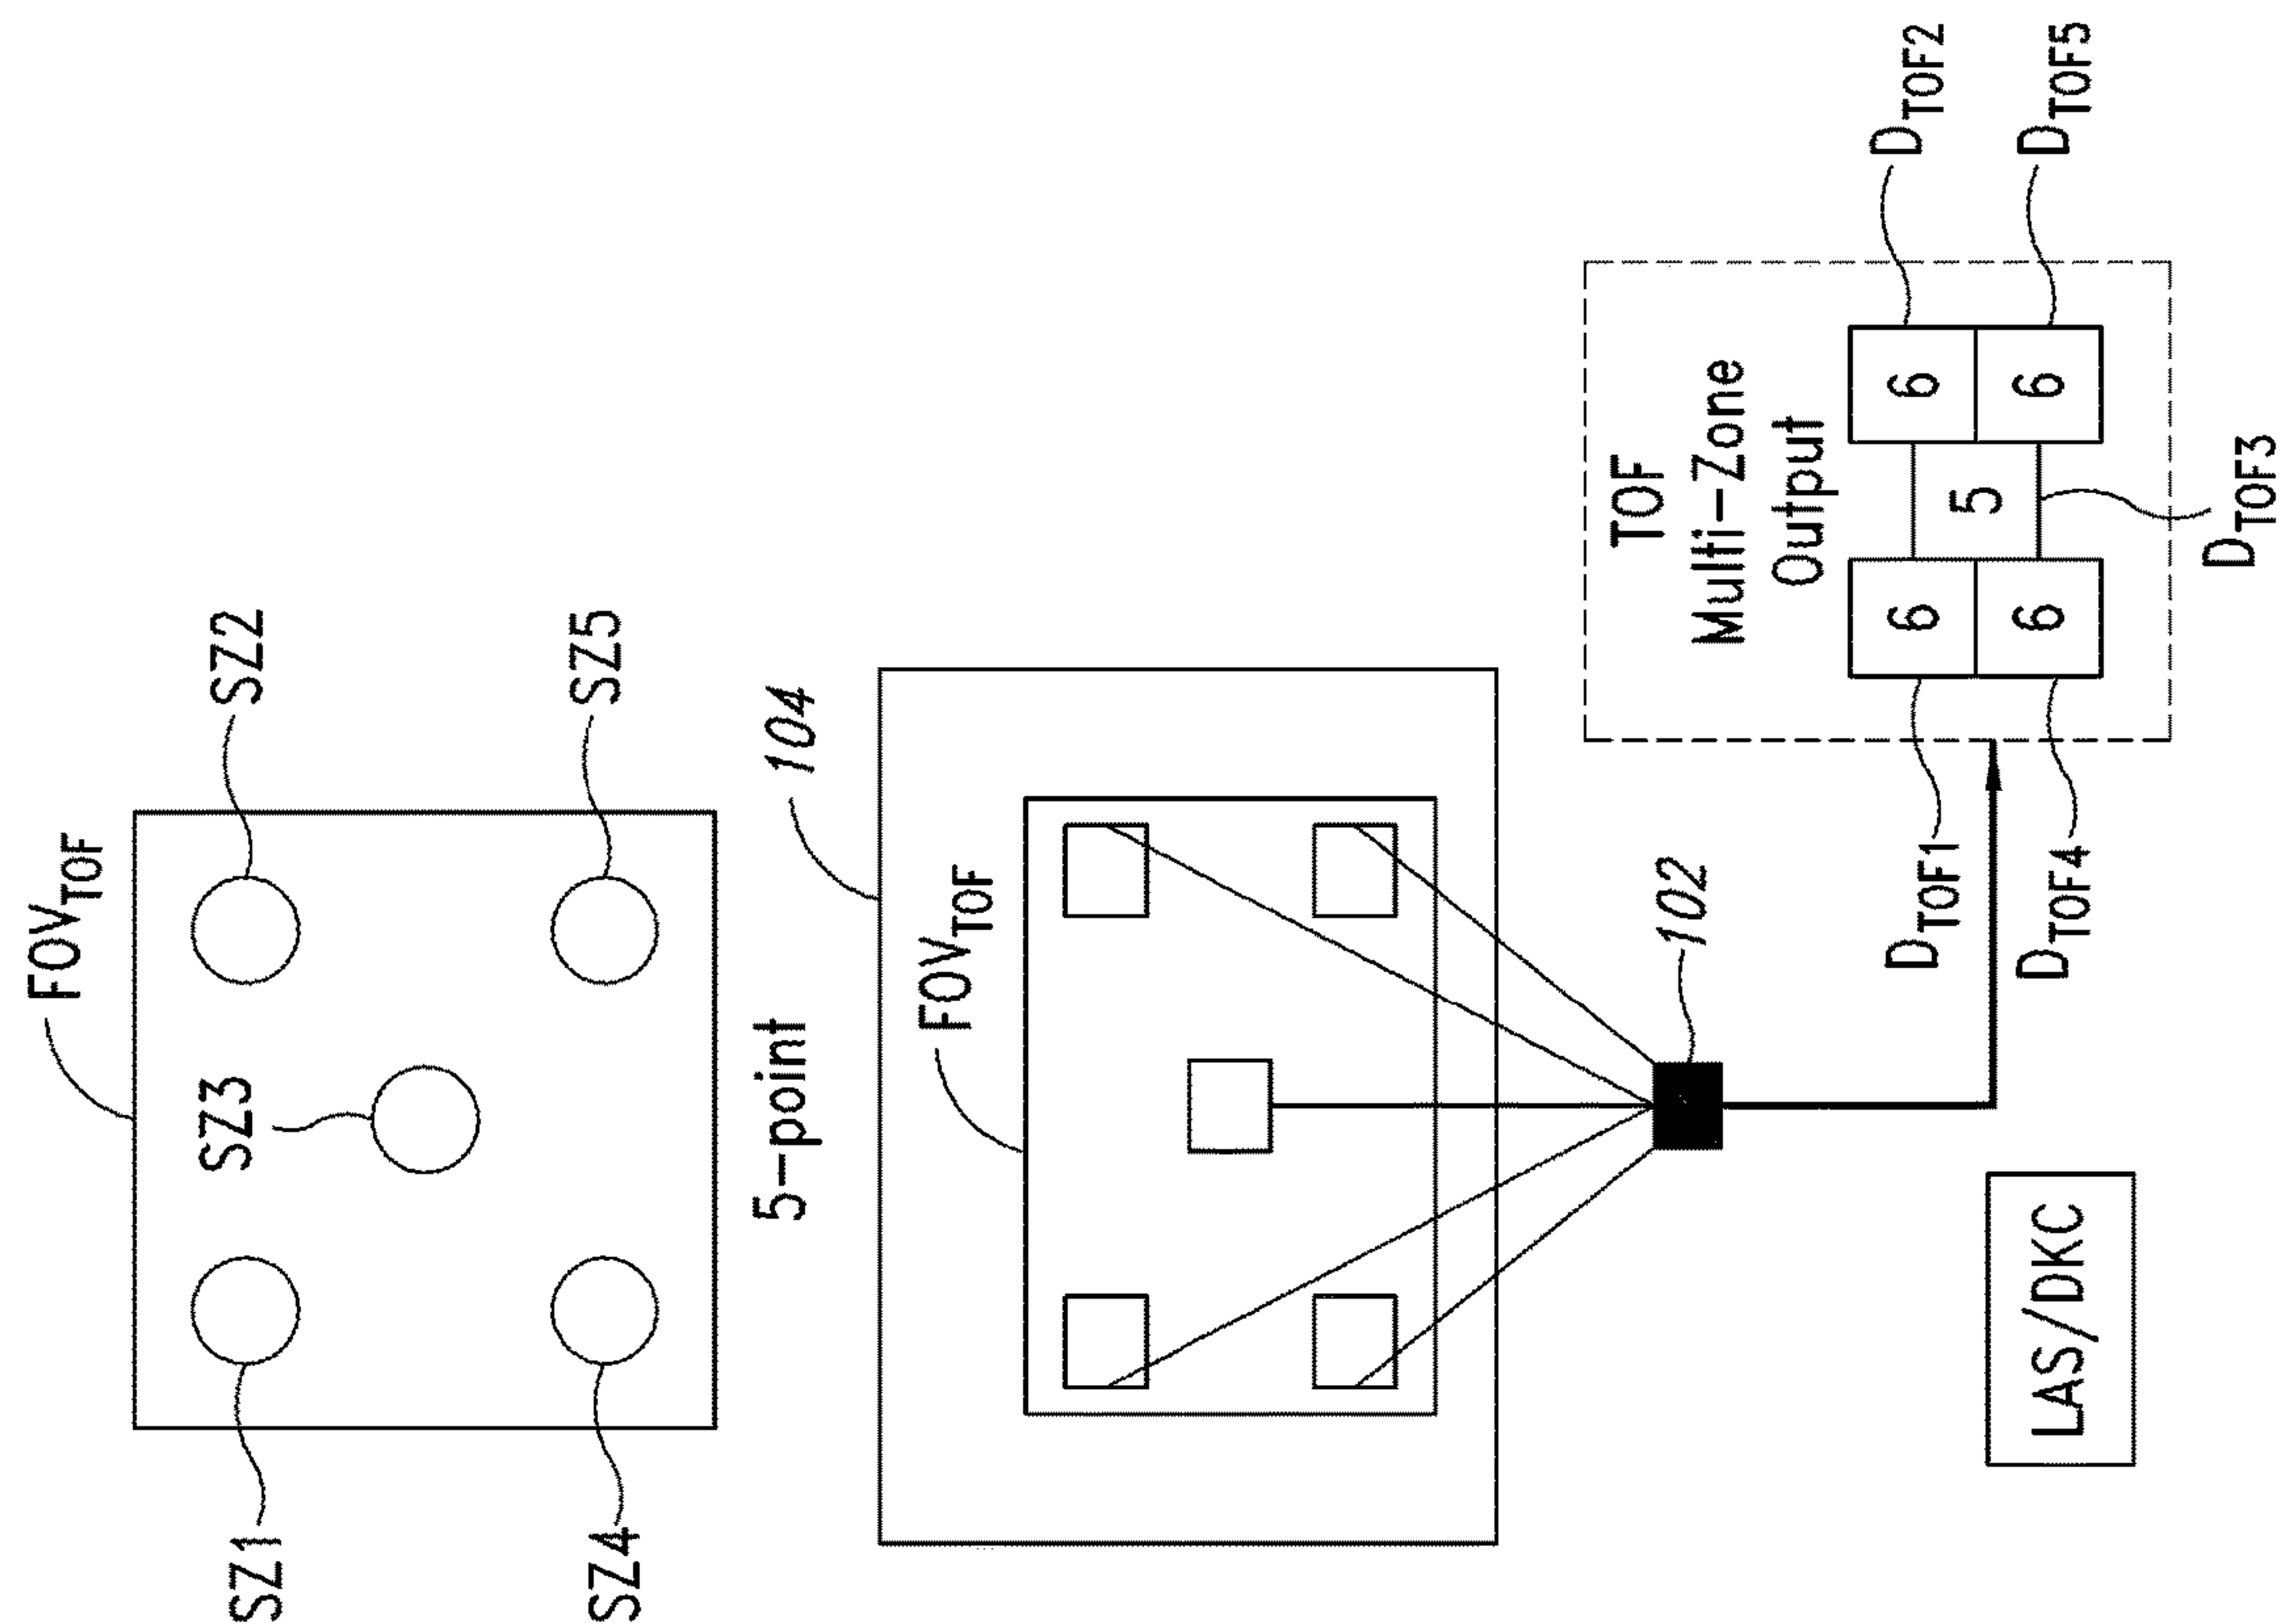 FOV_TOF
SZ1
SZ2
SZ3
SZ4
SZ5
5-point
104
FOV_TOF
102
LAS/DKC
TOF
Multi-Zone
Output
6
6
5
6
6
D_TOF1
D_TOF2
D_TOF4
D_TOF5
D_TOF3